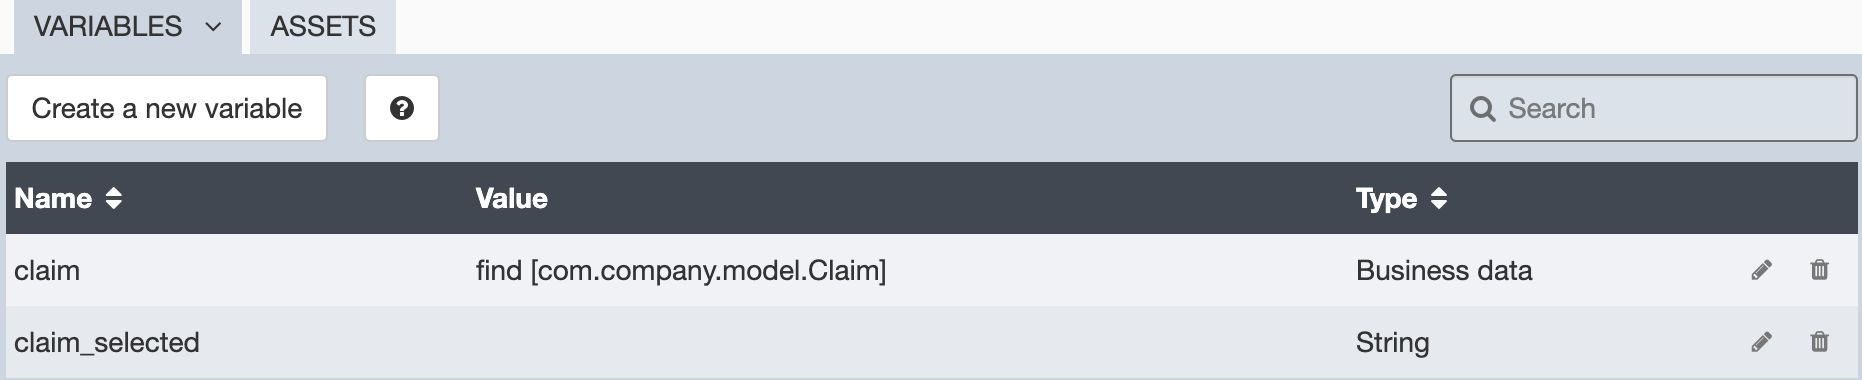 VARIABLES ASSETS
Create a new variable ? Search
Name Value Type
claim find [com.company.model.Claim] Business data
claim_selected String